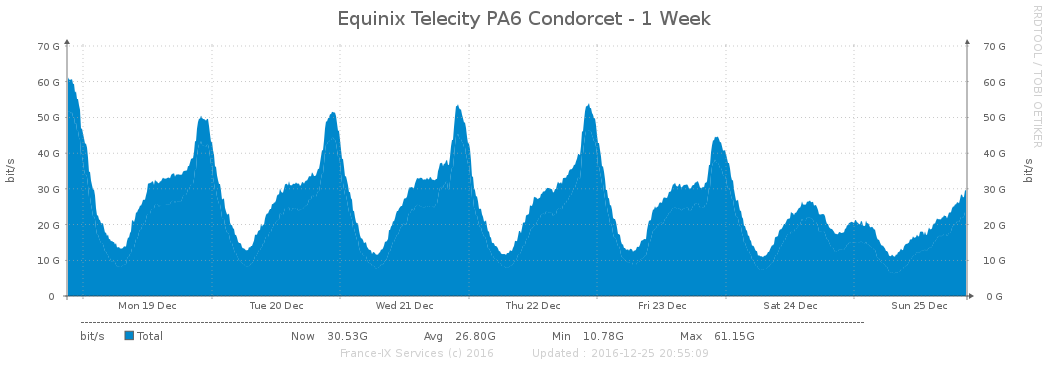 Equinix Telecity PA6 Condorcet - 1 Week
RRDTOOL / TOBI OETIKER
70 G 70 G
60 G 60 G
50 G 50 G
40 G 40 G
30 G 30 G
20 G 20 G
10 G 10 G
0 0 G
bit/s bit/s
Mon 19 Dec Tue 20 Dec Wed 21 Dec Thu 22 Dec Fri 23 Dec Sat 24 Dec Sun 25 Dec
bit/s Total Now 30.53G Avg 26.80G Min 10.78G Max 61.15G
France-IX Services (c) 2016 Updated : 2016-12-25 20:55:09